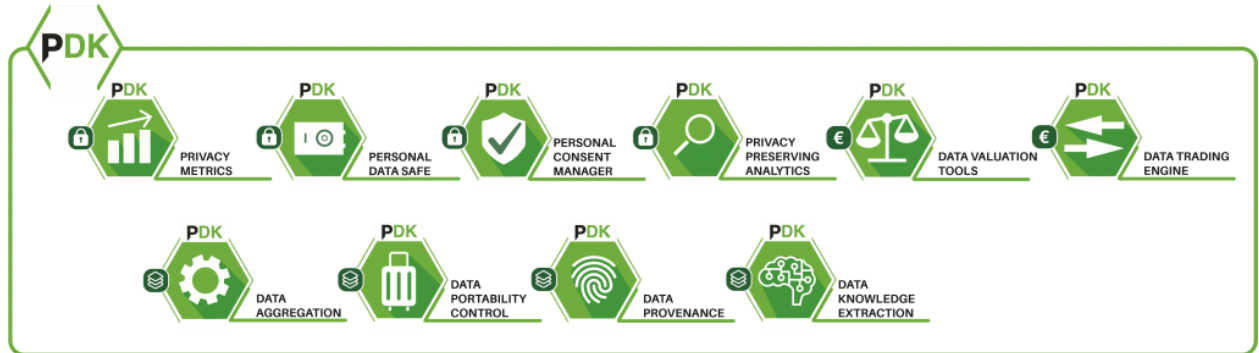 PDK
PDK
PRIVACY
METRICS
PDK
PERSONAL
DATA SAFE
PDK
PERSONAL
CONSENT
MANAGER
PDK
PRIVACY
PRESERVING
ANALYTICS
PDK
€
DATA VALUATION
TOOLS
PDK
€
DATA TRADING
ENGINE
PDK
DATA
AGGREGATION
PDK
DATA
PORTABILITY
CONTROL
PDK
DATA
PROVENANCE
PDK
DATA
KNOWLEDGE
EXTRACTION